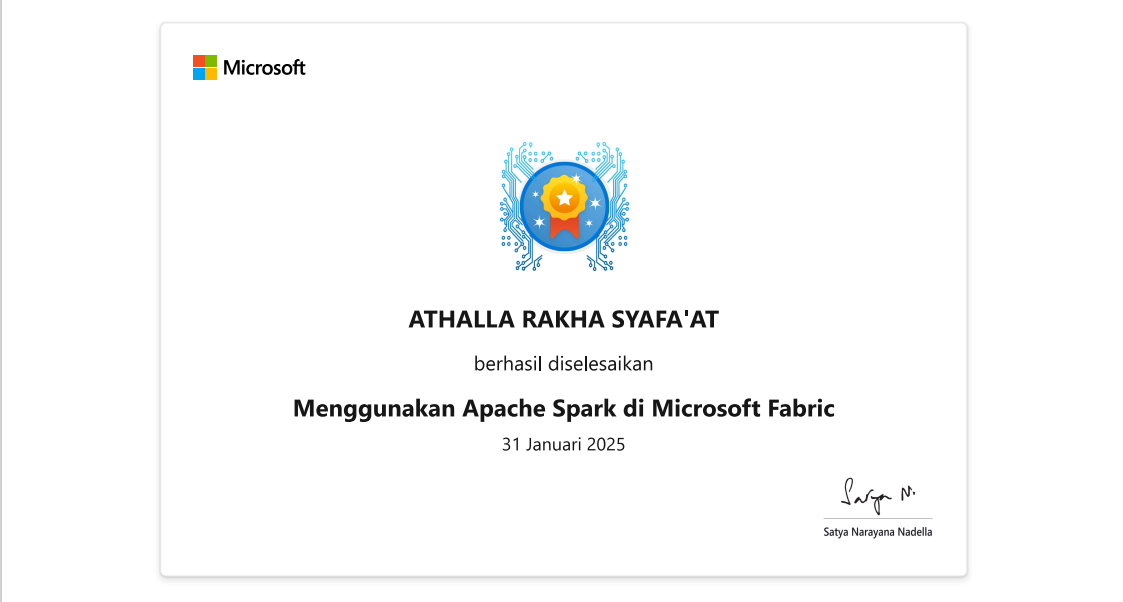 Microsoft
ATHALLA RAKHA SYAFA'AT
berhasil diselesaikan
Menggunakan Apache Spark di Microsoft Fabric
31 Januari 2025
Satya N.
Satya Narayana Nadella